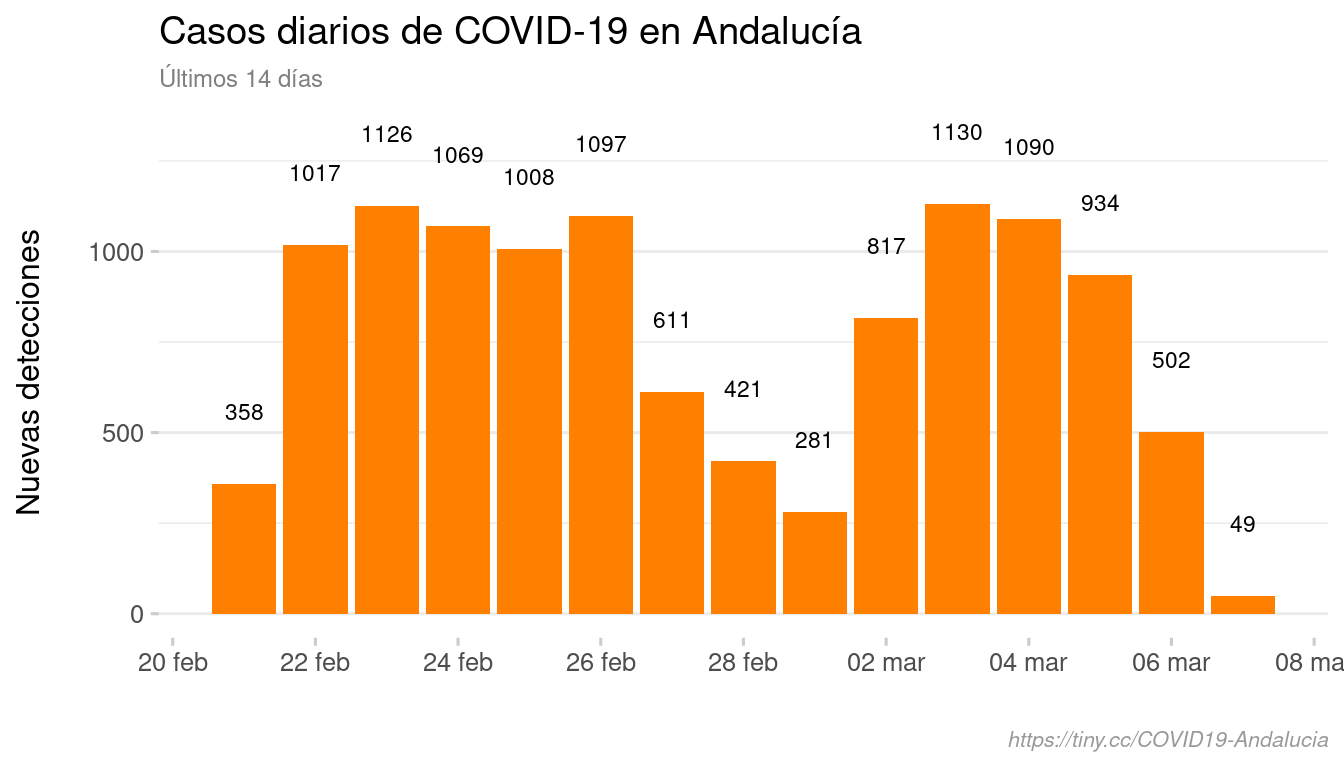 Casos diarios de COVID-19 en Andalucía
Últimos 14 días
Nuevas detecciones
1000
500
0
358
1017
1126
1069
1008
1097
611
421
281
817
1130
1090
934
502
49
20 feb
22 feb
24 feb
26 feb
28 feb
02 mar
04 mar
06 mar
08 ma
https://tiny.cc/COVID19-Andalucia